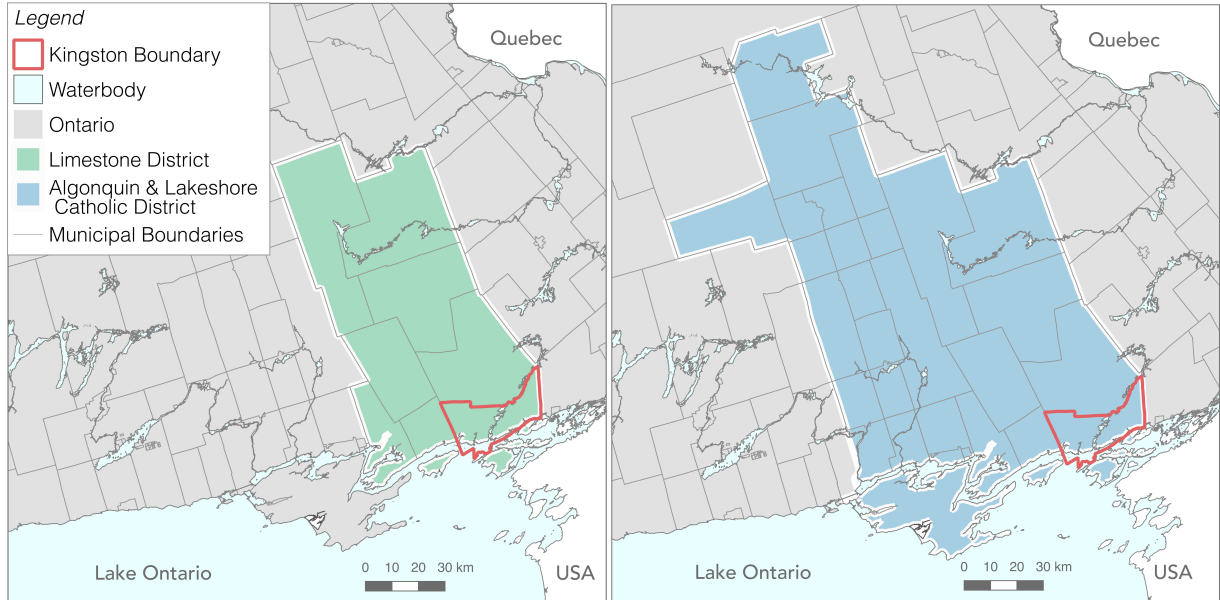 Legend
Kingston Boundary
Waterbody
Ontario
Limestone District
Algonquin & Lakeshore
Catholic District
Municipal Boundaries
Quebec
Lake Ontario
0 10 20 30 km
USA
Quebec
Lake Ontario
0 10 20 30 km
USA